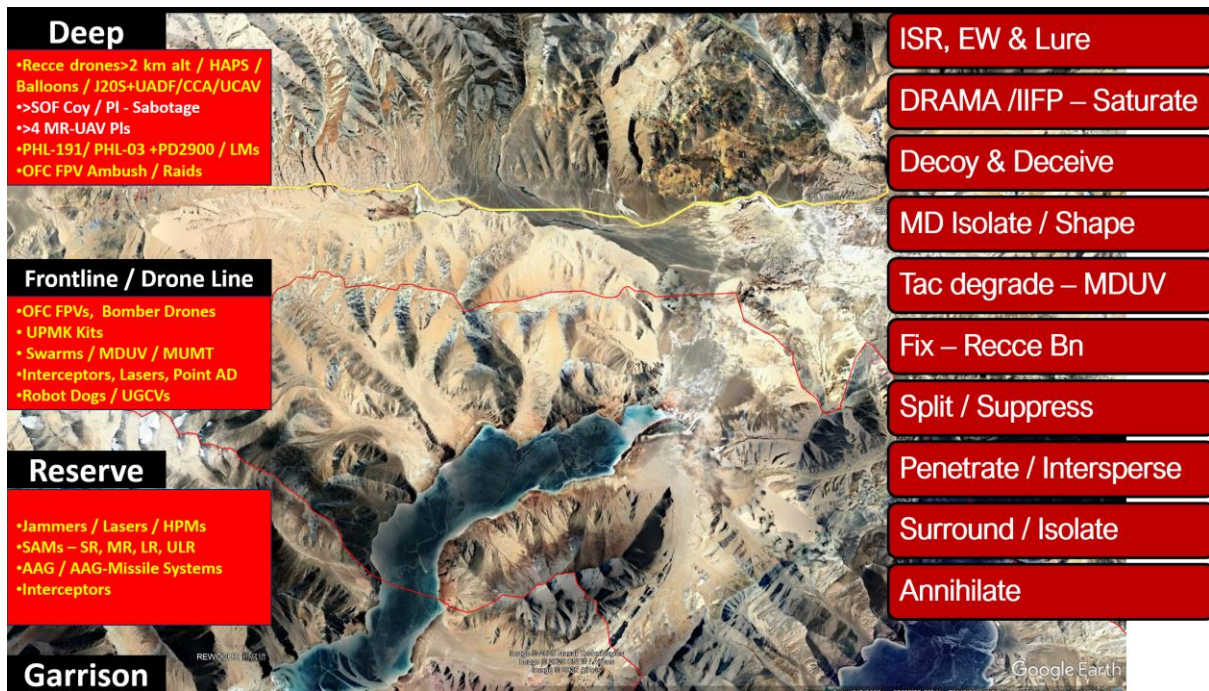 Deep
•Recce drones>2 km alt / HAPS /
Balloons / J20S+UADF/CCA/UCAV
•>SOF Coy / Pl - Sabotage
•>4 MR-UAV Pls
•PHL-191/ PHL-03 +PD2900 / LMs
•OFC FPV Ambush / Raids
Frontline / Drone Line
•OFC FPVs, Bomber Drones
• UPMK Kits
• Swarms / MDUV / MUMT
•Interceptors, Lasers, Point AD
•Robot Dogs / UGCVs
Reserve
•Jammers / Lasers / HPMs
•SAMs – SR, MR, LR, ULR
•AAG / AAG-Missile Systems
•Interceptors
Garrison
ISR, EW & Lure
DRAMA /IIFP – Saturate
Decoy & Deceive
MD Isolate / Shape
Tac degrade – MDUV
Fix – Recce Bn
Split / Suppress
Penetrate / Intersperse
Surround / Isolate
Annihilate
Google Earth